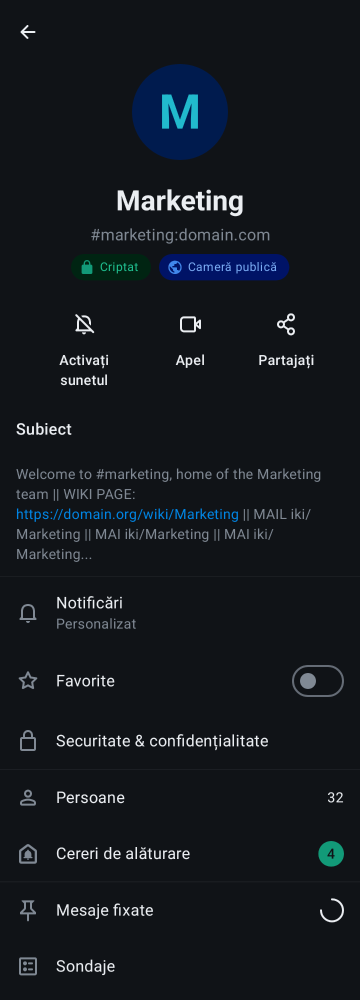 M
Marketing
#marketing:domain.com
Criptat
Cameră publică
Activați
sunetul
Apel
Partajați
Subiect
Welcome to #marketing, home of the Marketing
team || WIKI PAGE:
https://domain.org/wiki/Marketing || MAIL iki/
Marketing || MAI iki/Marketing || MAI iki/
Marketing...
Notificări
Personalizat
Favorite
Securitate & confidențialitate
Persoane 32
Cereri de alăturare 4
Mesaje fixate
Sondaje